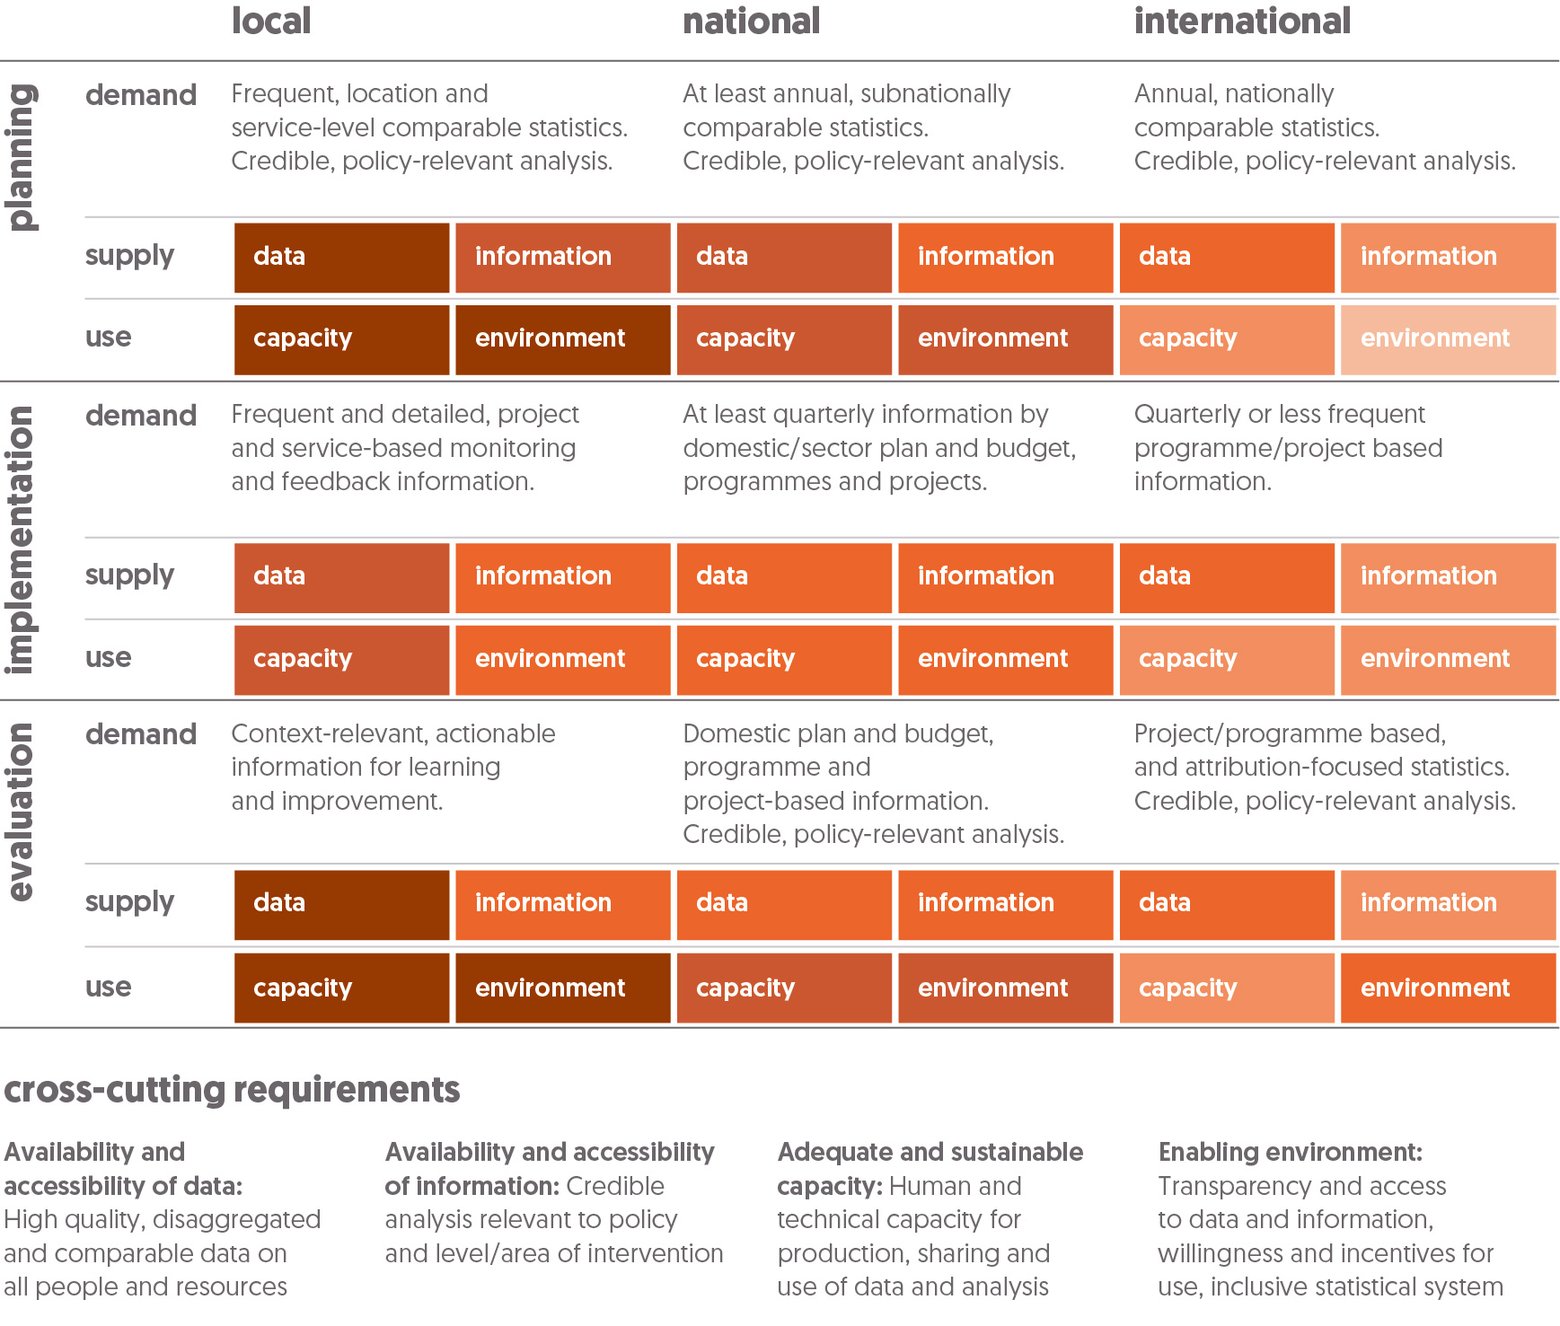 local
national
international
planning
demand
Frequent, location and
service-level comparable statistics.
Credible, policy-relevant analysis.
At least annual, subnationally
comparable statistics.
Credible, policy-relevant analysis.
Annual, nationally
comparable statistics.
Credible, policy-relevant analysis.
supply
data
information
data
information
data
information
use
capacity
environment
capacity
environment
capacity
environment
implementation
demand
Frequent and detailed, project
and service-based monitoring
and feedback information.
At least quarterly information by
domestic/sector plan and budget,
programmes and projects.
Quarterly or less frequent
programme/project based
information.
supply
data
information
data
information
data
information
use
capacity
environment
capacity
environment
capacity
environment
evaluation
demand
Context-relevant, actionable
information for learning
and improvement.
Domestic plan and budget,
programme and
project-based information.
Credible, policy-relevant analysis.
Project/programme based,
and attribution-focused statistics.
Credible, policy-relevant analysis.
supply
data
information
data
information
data
information
use
capacity
environment
capacity
environment
capacity
environment
cross-cutting requirements
Availability and
accessibility of data:
High quality, disaggregated
and comparable data on
all people and resources
Availability and accessibility
of information: Credible
analysis relevant to policy
and level/area of intervention
Adequate and sustainable
capacity: Human and
technical capacity for
production, sharing and
use of data and analysis
Enabling environment:
Transparency and access
to data and information,
willingness and incentives for
use, inclusive statistical system